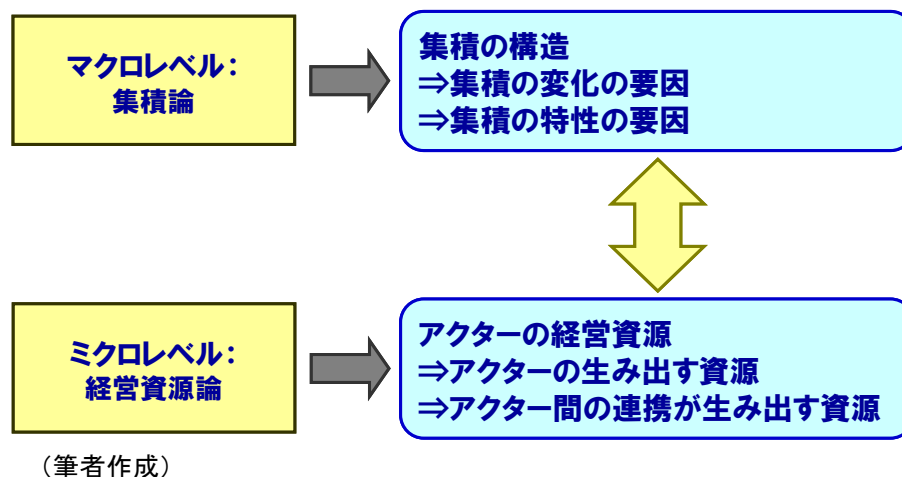 マクロレベル：
集積論
集積の構造
⇒集積の変化の要因
⇒集積の特性の要因
ミクロレベル：
経営資源論
アクターの経営資源
⇒アクターの生み出す資源
⇒アクター間の連携が生み出す資源
（筆者作成）